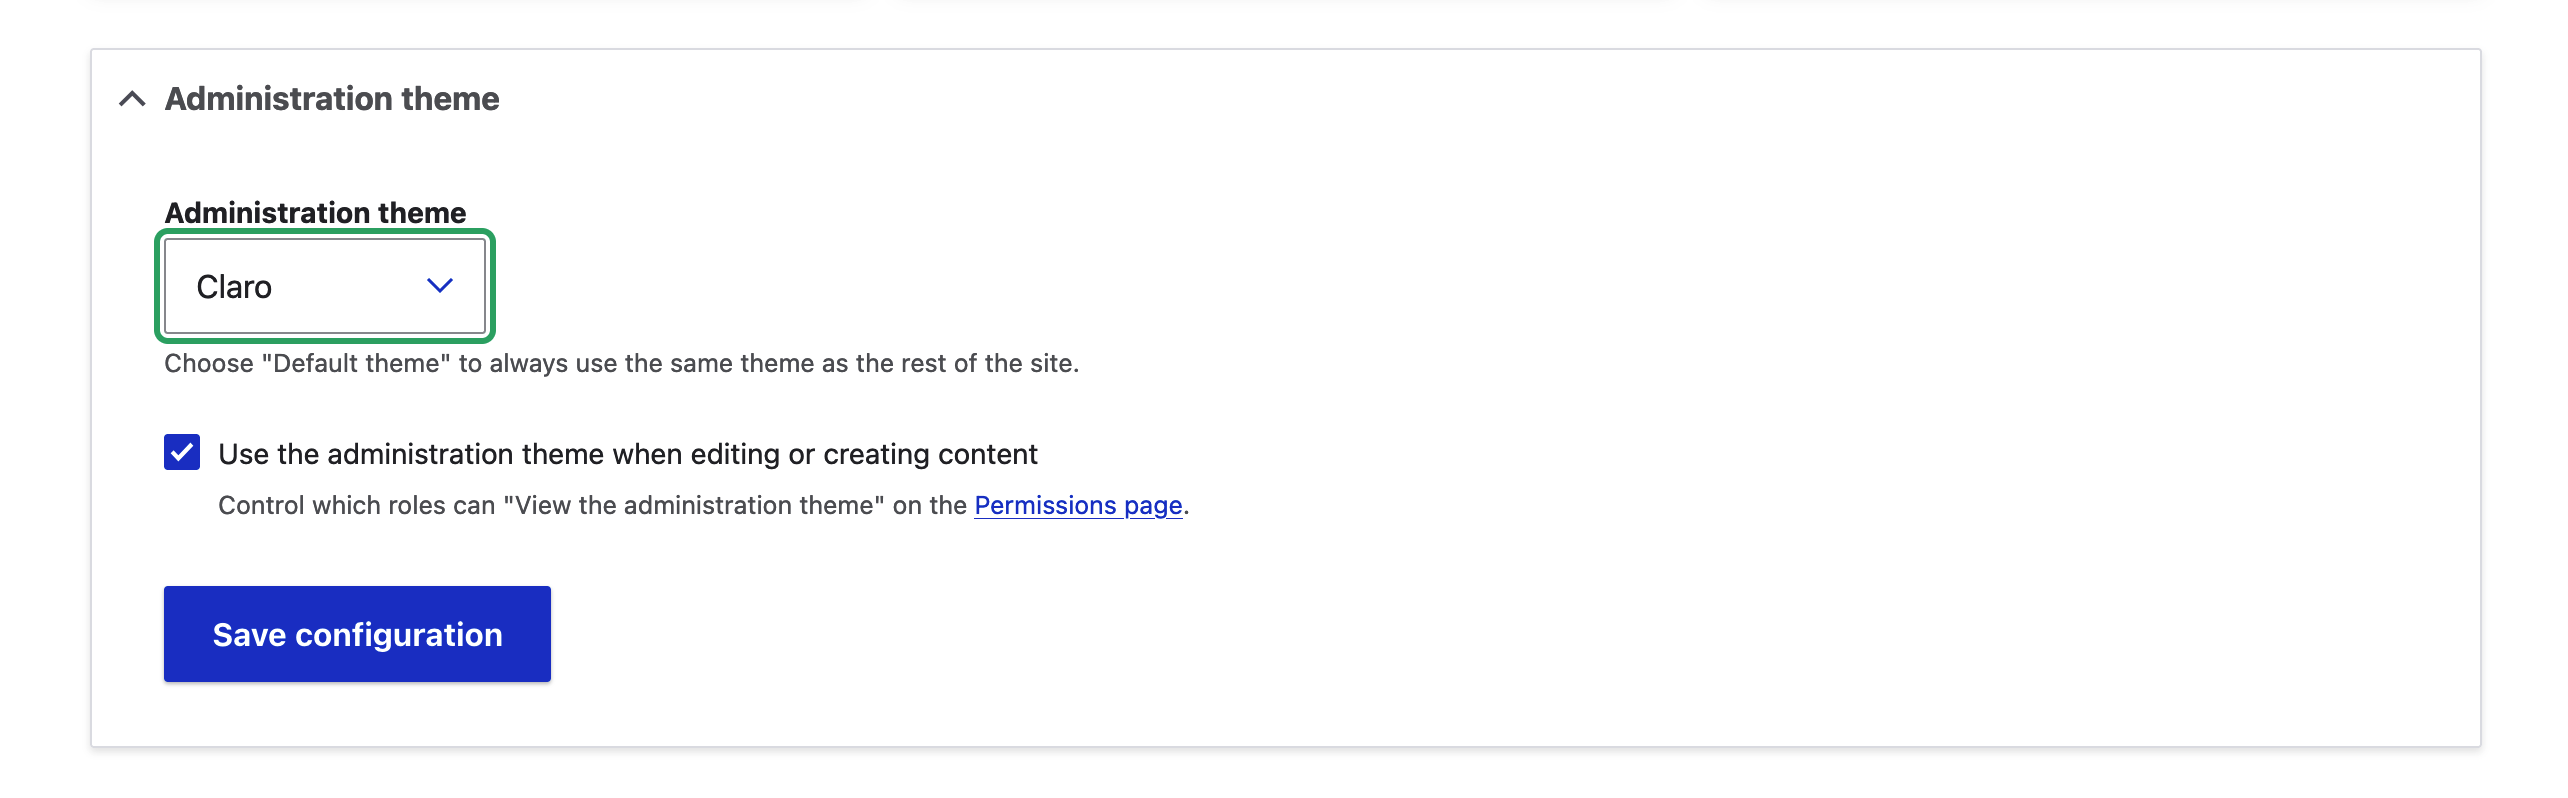 Administration theme
Administration theme
Claro
Choose "Default theme" to always use the same theme as the rest of the site.
Use the administration theme when editing or creating content
Control which roles can "View the administration theme" on the Permissions page.
Save configuration